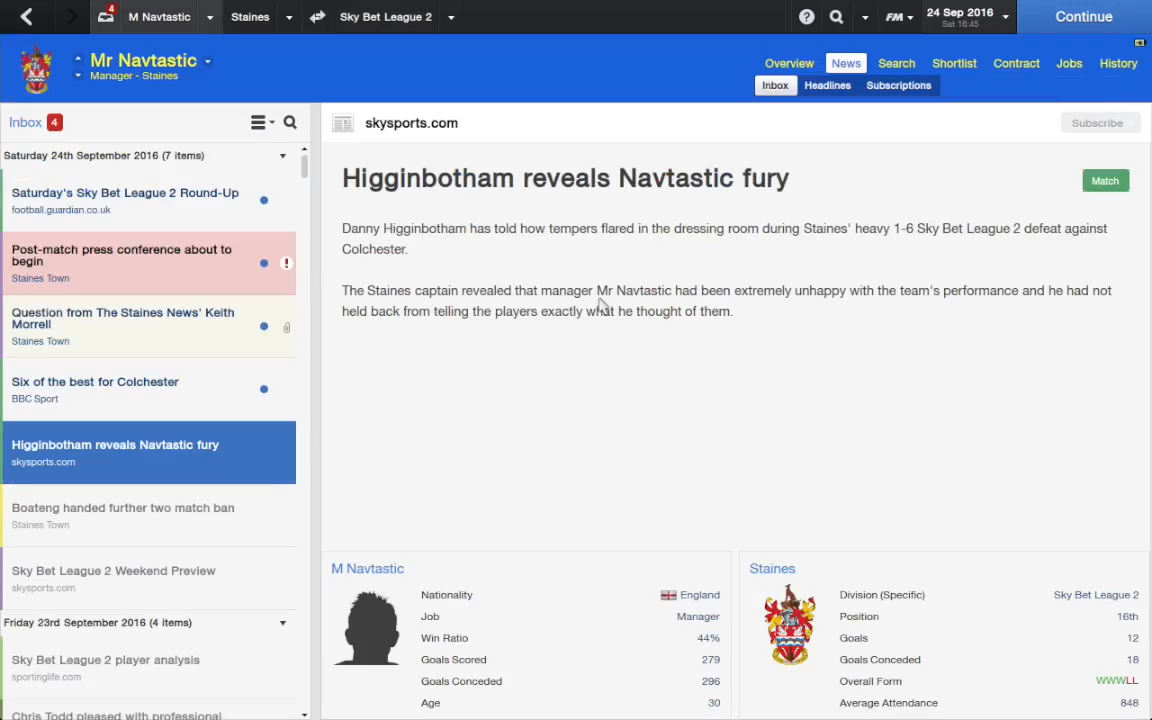 4
M Navtastic
Staines
Sky Bet League 2
FM
24 Sep 2016
Sat 16:45
Continue
Mr Navtastic
Manager - Staines
Overview
News
Search
Shortlist
Contract
Jobs
History
Inbox
Headlines
Subscriptions
Inbox 4
Saturday 24th September 2016 (7 items)
Saturday's Sky Bet League 2 Round-Up
football.guardian.co.uk
Post-match press conference about to
begin
Staines Town
Question from The Staines News' Keith
Morrell
Staines Town
Six of the best for Colchester
BBC Sport
Higginbotham reveals Navtastic fury
skysports.com
Boateng handed further two match ban
Staines Town
Sky Bet League 2 Weekend Preview
skysports.com
Friday 23rd September 2016 (4 items)
Sky Bet League 2 player analysis
sportinglife.com
Chris Todd pleased with professional
skysports.com
Subscribe
Higginbotham reveals Navtastic fury
Match
Danny Higginbotham has told how tempers flared in the dressing room during Staines' heavy 1-6 Sky Bet League 2 defeat against
Colchester.
The Staines captain revealed that manager Mr Navtastic had been extremely unhappy with the team's performance and he had not
held back from telling the players exactly what he thought of them.
M Navtastic
Nationality England
Job Manager
Win Ratio 44%
Goals Scored 279
Goals Conceded 296
Age 30
Staines
Division (Specific) Sky Bet League 2
Position 16th
Goals 12
Goals Conceded 18
Overall Form WWWLL
Average Attendance 848